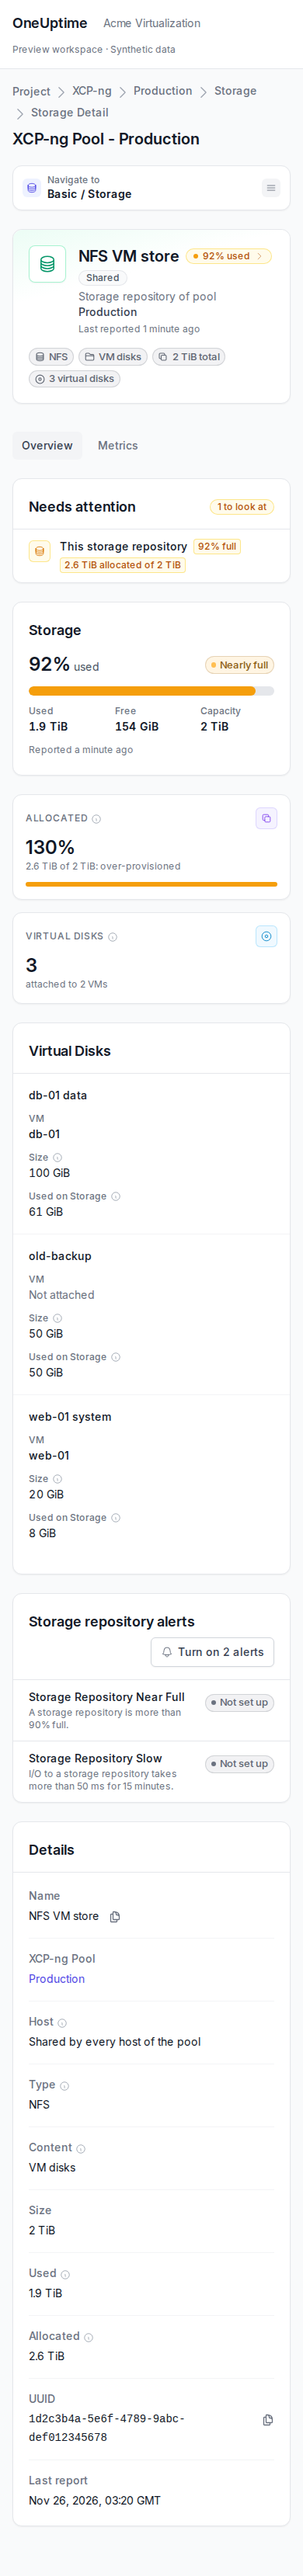 OneUptime Acme Virtualization
Preview workspace · Synthetic data
Project > XCP-ng > Production > Storage
> Storage Detail
XCP-ng Pool - Production
Navigate to
Basic / Storage
NFS VM store 92% used >
Shared
Storage repository of pool
Production
Last reported 1 minute ago
NFS VM disks 2 TiB total
3 virtual disks
Overview Metrics
Needs attention 1 to look at
This storage repository 92% full
2.6 TiB allocated of 2 TiB
Storage
92% used Nearly full
Used Free Capacity
1.9 TiB 154 GiB 2 TiB
Reported a minute ago
ALLOCATED
130%
2.6 TiB of 2 TiB: over-provisioned
VIRTUAL DISKS
3
attached to 2 VMs
Virtual Disks
db-01 data
VM
db-01
Size
100 GiB
Used on Storage
61 GiB
old-backup
VM
Not attached
Size
50 GiB
Used on Storage
50 GiB
web-01 system
VM
web-01
Size
20 GiB
Used on Storage
8 GiB
Storage repository alerts
Turn on 2 alerts
Storage Repository Near Full Not set up
A storage repository is more than
90% full.
Storage Repository Slow Not set up
I/O to a storage repository takes
more than 50 ms for 15 minutes.
Details
Name
NFS VM store
XCP-ng Pool
Production
Host
Shared by every host of the pool
Type
NFS
Content
VM disks
Size
2 TiB
Used
1.9 TiB
Allocated
2.6 TiB
UUID
1d2c3b4a-5e6f-4789-9abc-
def012345678
Last report
Nov 26, 2026, 03:20 GMT